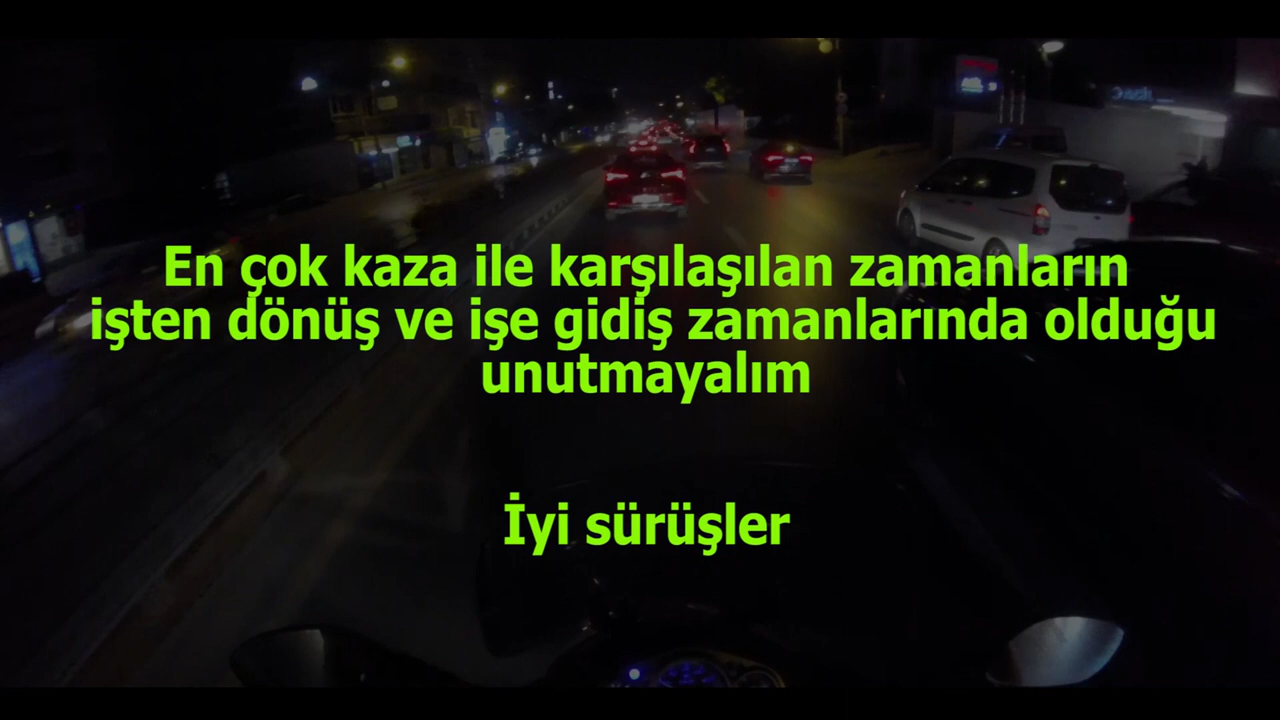 En çok kaza ile karşılaşılan zamanların
işten dönüş ve işe gidiş zamanlarında olduğu
unutmayalım
İyi sürüşler